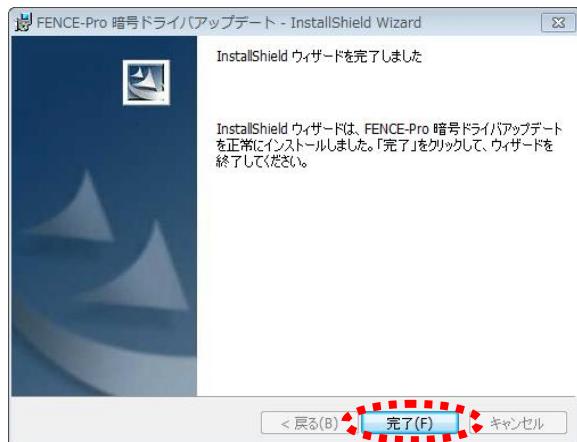 FENCE-Pro 暗号ドライバアップデート - InstallShield Wizard
InstallShield ウィザードを完了しました
InstallShield ウィザードは、FENCE-Pro 暗号ドライバアップデート
を正常にインストールしました。「完了」をクリックして、ウィザードを
終了してください。
< 戻る(B)
完了(F)
キャンセル